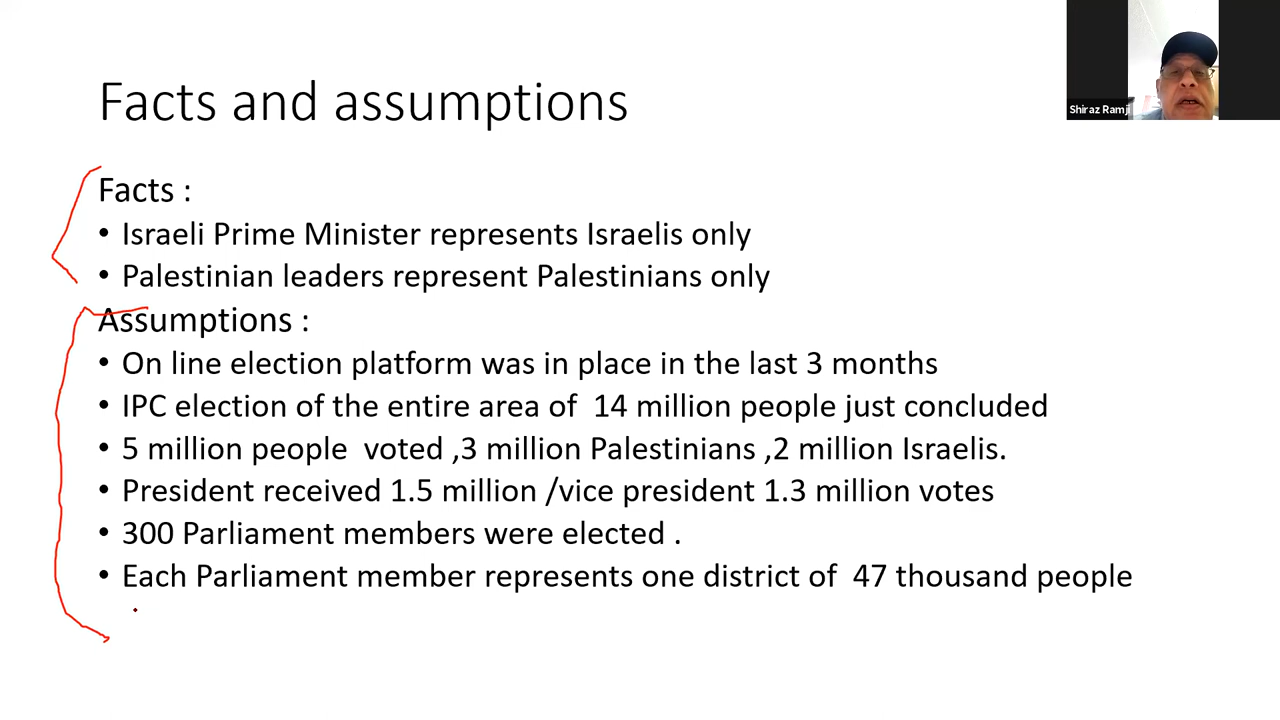 Shiraz Ramji
Facts and assumptions
Facts :
• Israeli Prime Minister represents Israelis only
• Palestinian leaders represent Palestinians only
Assumptions :
• On line election platform was in place in the last 3 months
• IPC election of the entire area of  14 million people just concluded
• 5 million people  voted ,3 million Palestinians ,2 million Israelis.
• President received 1.5 million /vice president 1.3 million votes
• 300 Parliament members were elected .
• Each Parliament member represents one district of  47 thousand people